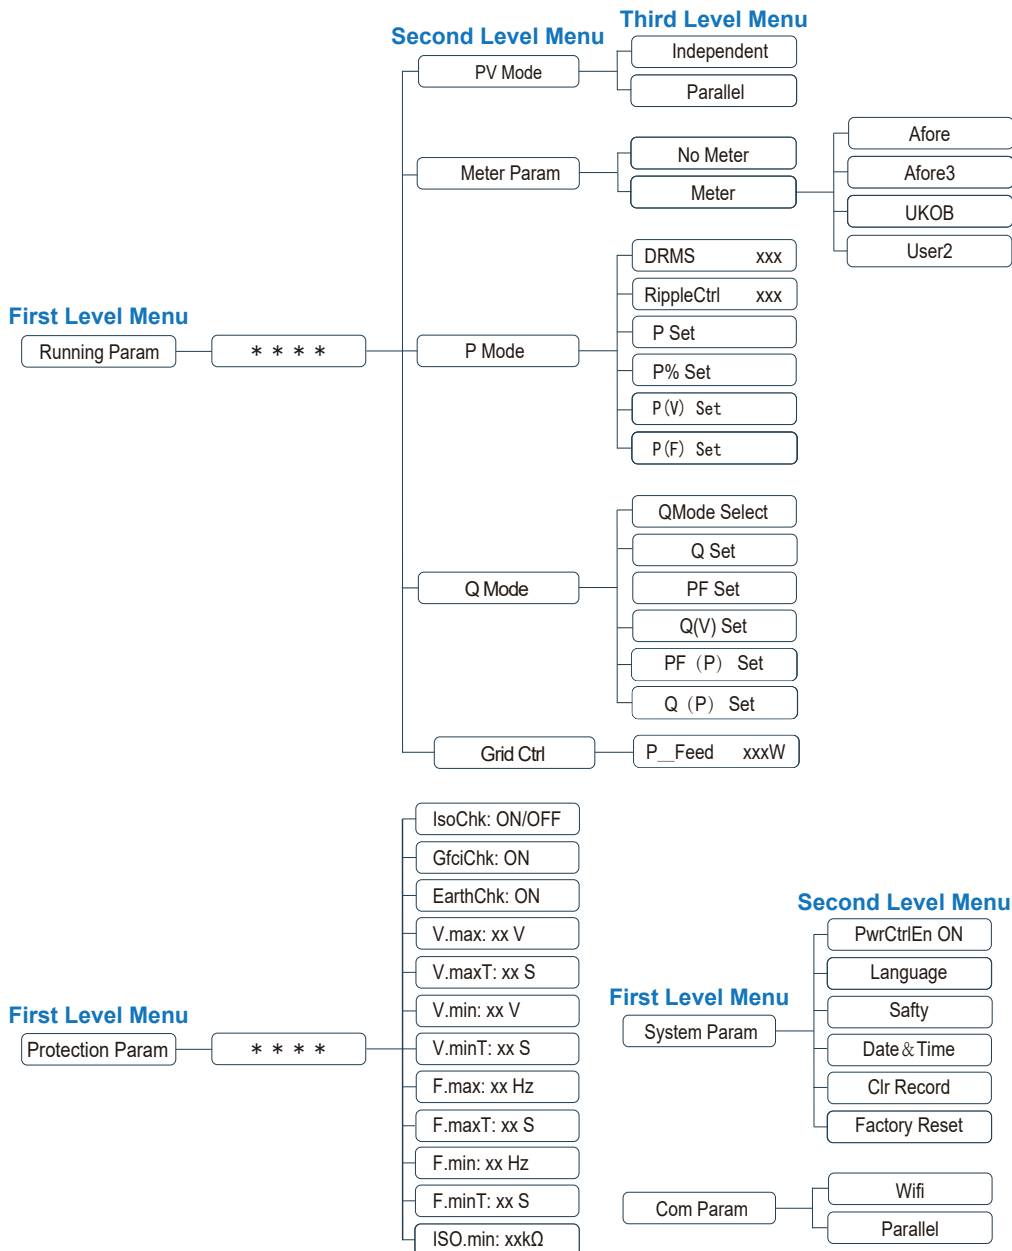 Third Level Menu
Second Level Menu
Independent
PV Mode
Parallel
Afore
No Meter
Meter Param
Afore3
Meter
UKOB
User2
DRMS xxx
RippleCtrl xxx
First Level Menu
P Set
Running Param
* * * *
P Mode
P% Set
P(V) Set
P(F) Set
QMode Select
Q Set
Q Mode
PF Set
Q(V) Set
PF（P） Set
Q（P） Set
Grid Ctrl
P__Feed xxxW
IsoChk: ON/OFF
GfciChk: ON
EarthChk: ON
V.max: xx V
V.maxT: xx S
V.min: xx V
First Level Menu
Protection Param
* * * *
V.minT: xx S
F.max: xx Hz
F.maxT: xx S
F.min: xx Hz
F.minT: xx S
ISO.min: xxkΩ
Second Level Menu
PwrCtrlEn ON
Language
First Level Menu
Safty
System Param
Date&Time
Clr Record
Factory Reset
Wifi
Com Param
Parallel